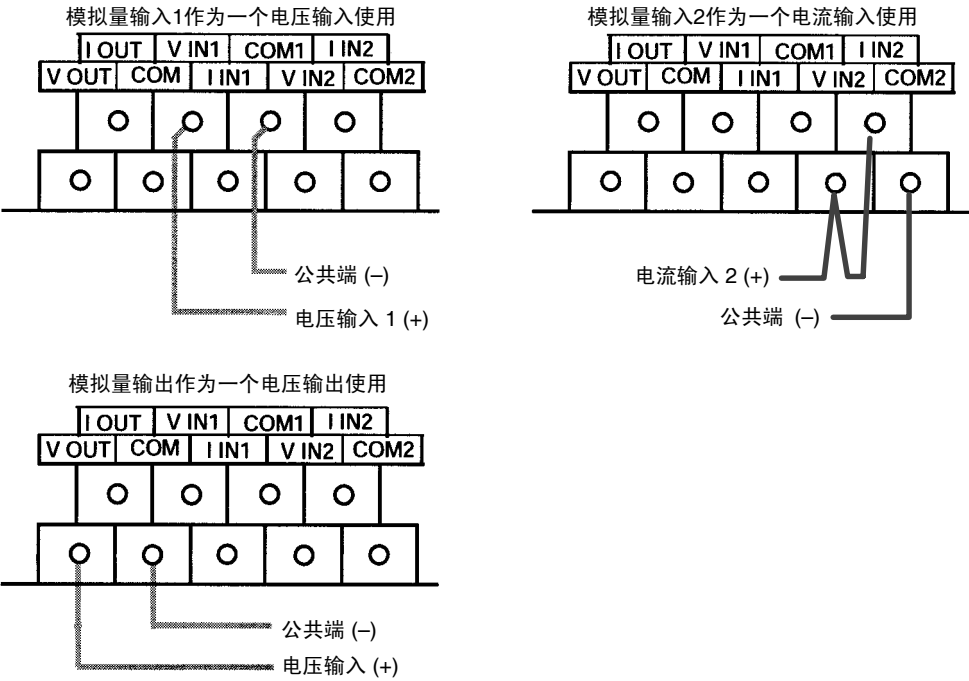 模拟量输入1作为一个电压输入使用
I OUT V IN1 COM1 I IN2
V OUT COM I IN1 V IN2 COM2
公共端 (–)
电压输入 1 (+)
模拟量输入2作为一个电流输入使用
I OUT V IN1 COM1 I IN2
V OUT COM I IN1 V IN2 COM2
电流输入 2 (+)
公共端 (–)
模拟量输出作为一个电压输出使用
I OUT V IN1 COM1 I IN2
V OUT COM I IN1 V IN2 COM2
公共端 (–)
电压输入 (+)